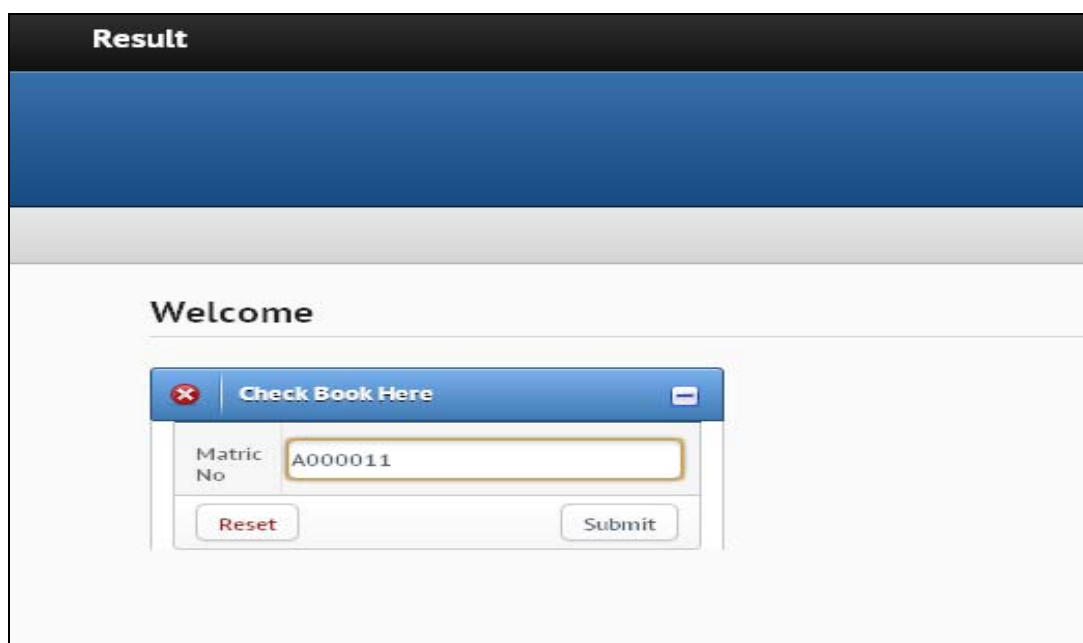 Result
Welcome
Check Book Here
Matric
No
A000011
Reset
Submit